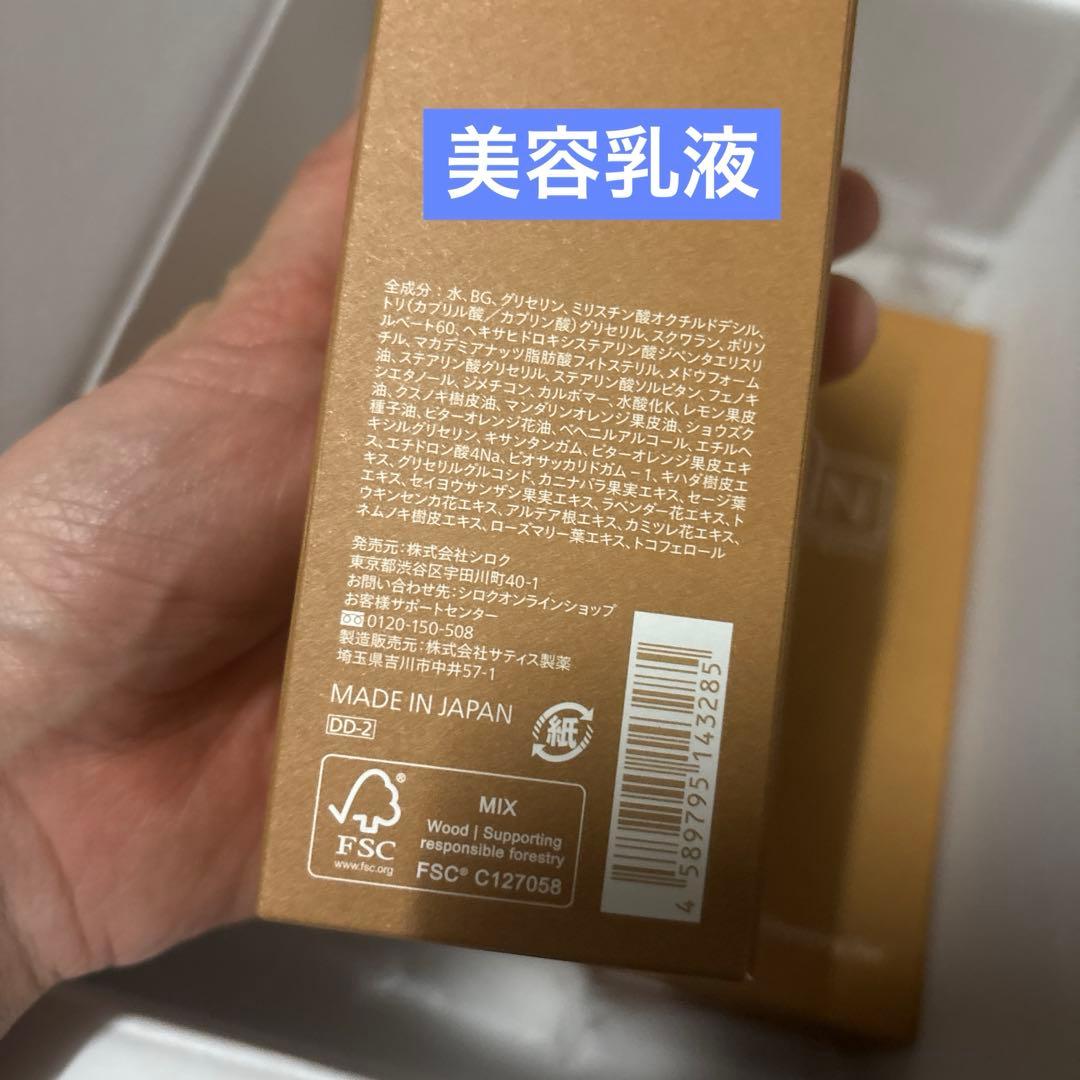 美容乳液
全成分：水、BG、グリセリン、ミリスチン酸オクチルドデシル、
トリ(カプリル酸／カプリン酸)グリセリル、スクワラン、ポリソ
ルベート60、ヘキサヒドロキシステアリン酸ジペンタエリスリ
チル、マカデミアナッツ脂肪酸フィトステリル、メドウフォーム
油、ステアリン酸グリセリル、ステアリン酸ソルビタン、フェノキ
シエタノール、ジメチコン、カルボマー、水酸化K、レモン果皮
油、クスノキ樹皮油、マンダリンオレンジ果皮油、ショウズク
種子油、ビターオレンジ花油、ベヘニルアルコール、エチルヘ
キシルグリセリン、キサンタンガム、ビターオレンジ果皮エキ
ス、エチドロン酸4Na、ビオサッカリドガム－1、キハダ樹皮エ
キス、グリセリルグルコシド、カニナバラ果実エキス、セージ葉
エキス、セイヨウサンザシ果実エキス、ラベンダー花エキス、ト
ウキンセンカ花エキス、アルテア根エキス、カミツレ花エキス、
ネムノキ樹皮エキス、ローズマリー葉エキス、トコフェロール
発売元：株式会社シロク
東京都渋谷区宇田川町40-1
お問い合わせ先：シロクオンラインショップ
お客様サポートセンター
0120-150-508
製造販売元：株式会社サティス製薬
埼玉県吉川市中井57-1
MADE IN JAPAN
DD-2
紙
FSC®
www.fsc.org
MIX
Wood | Supporting
responsible forestry
FSC® C127058
4 589795 143285
N